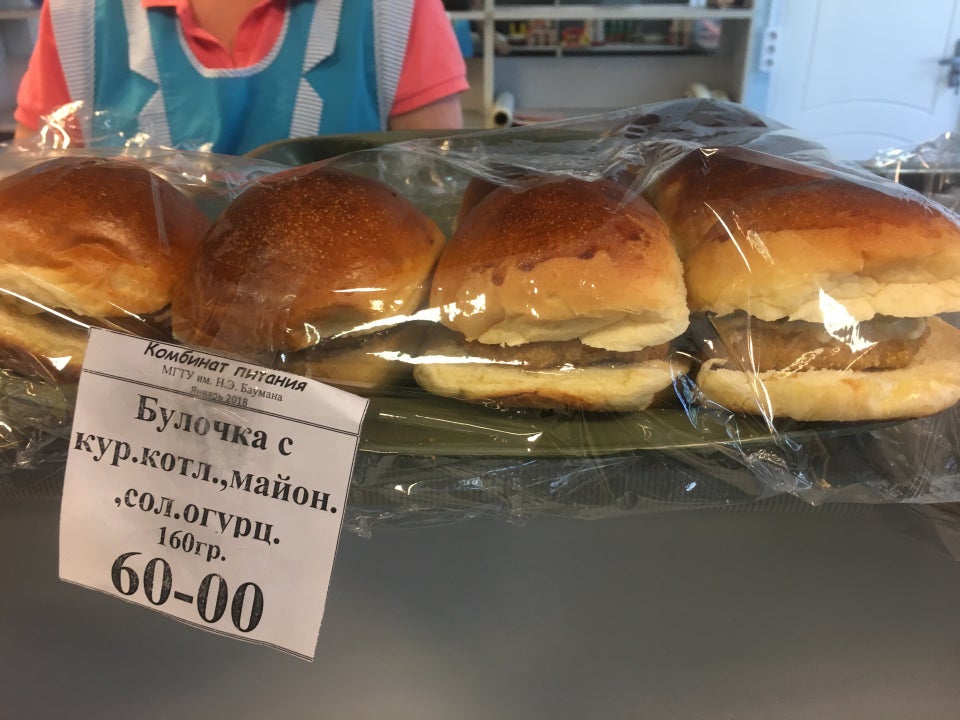 Комбинат питания
МГТУ им. Н.Э. Баумана
Январь 2018
Булочка с
кур.котл.,майон.
,сол.огурц.
160гр.
60-00